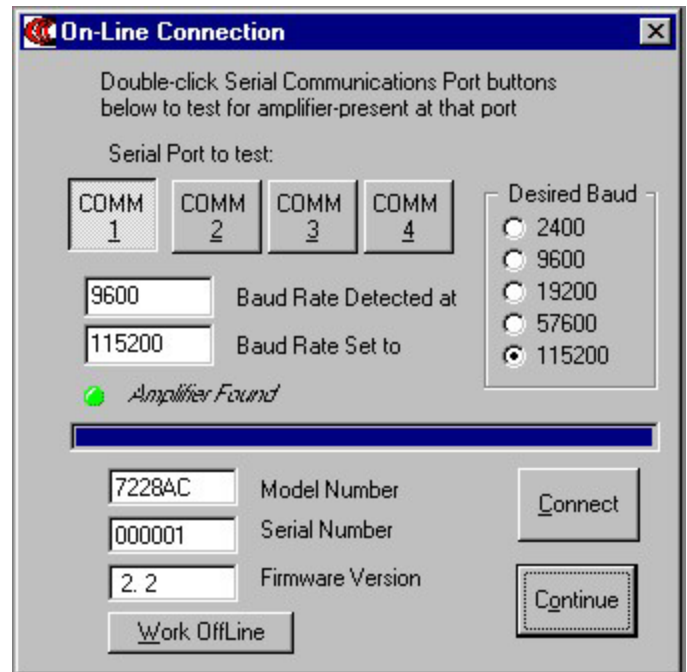 On-Line Connection
Double-click Serial Communications Port buttons
below to test for amplifier-present at that port
Serial Port to test:
COMM
1
COMM
2
COMM
3
COMM
4
Desired Baud
2400
9600
19200
57600
115200
9600
Baud Rate Detected at
115200
Baud Rate Set to
Amplifier Found
7228AC
Model Number
000001
Serial Number
2. 2
Firmware Version
Connect
Continue
Work OffLine